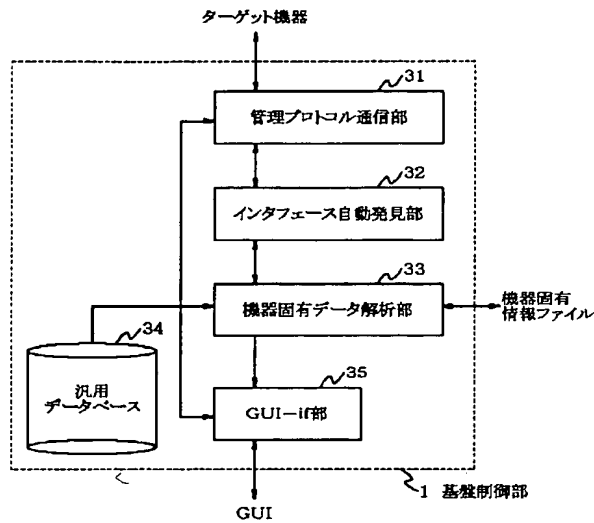 ターゲット機器
31
管理プロトコル通信部
32
インタフェース自動発見部
33
機器固有データ解析部
機器固有
情報ファイル
34
汎用
データベース
35
GUI-if部
1 基盤制御部
GUI